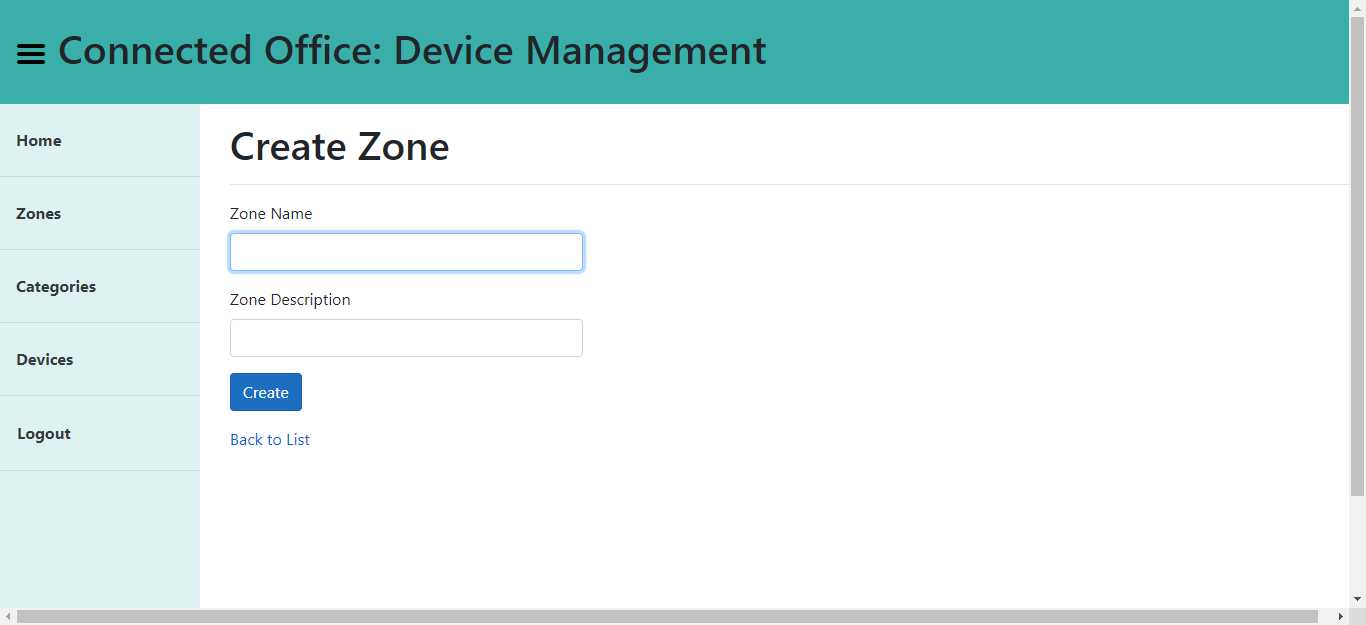 Connected Office: Device Management
Home
Zones
Categories
Devices
Logout
Create Zone
Zone Name
Zone Description
Create
Back to List